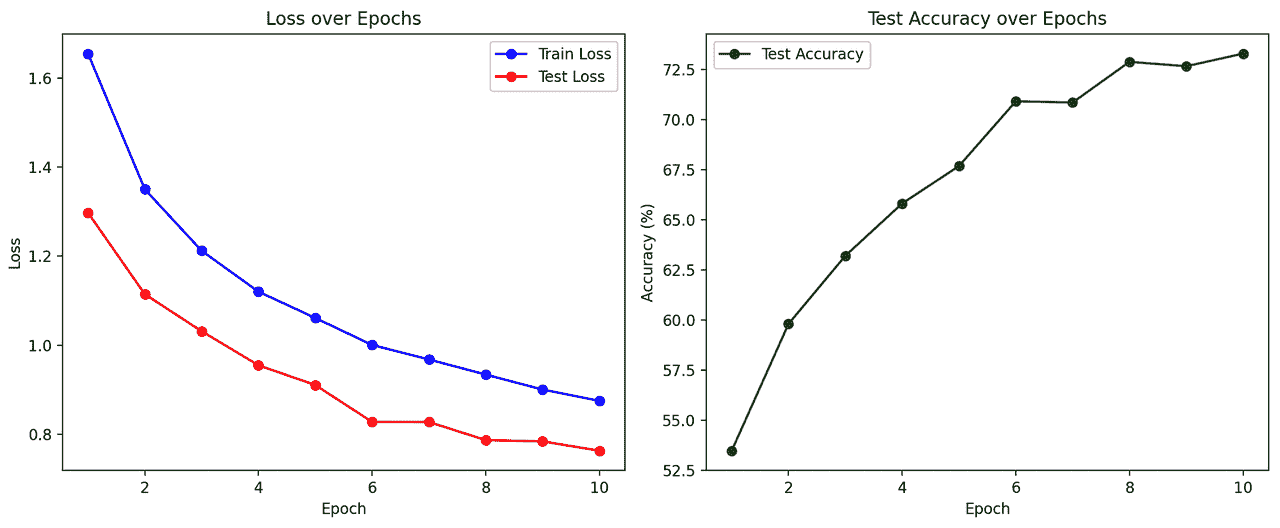 Loss over Epochs
Train Loss
Test Loss
1.6
1.4
1.2
1.0
0.8
Loss
2 4 6 8 10
Epoch
Test Accuracy over Epochs
Test Accuracy
72.5
70.0
67.5
65.0
62.5
60.0
57.5
55.0
52.5
Accuracy (%)
2 4 6 8 10
Epoch